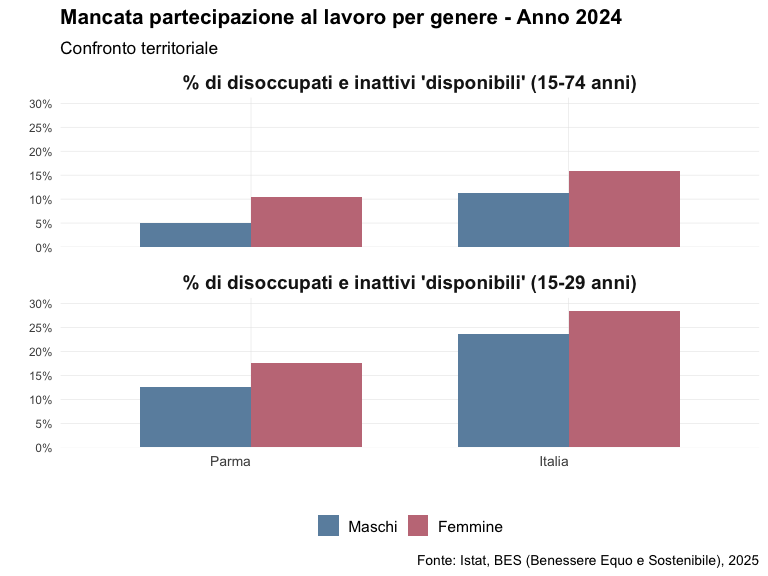 Mancata partecipazione al lavoro per genere - Anno 2024
Confronto territoriale
% di disoccupati e inattivi 'disponibili' (15-74 anni)
30%
25%
20%
15%
10%
5%
0%
% di disoccupati e inattivi 'disponibili' (15-29 anni)
30%
25%
20%
15%
10%
5%
0%
Parma Italia
Maschi Femmine
Fonte: Istat, BES (Benessere Equo e Sostenibile), 2025